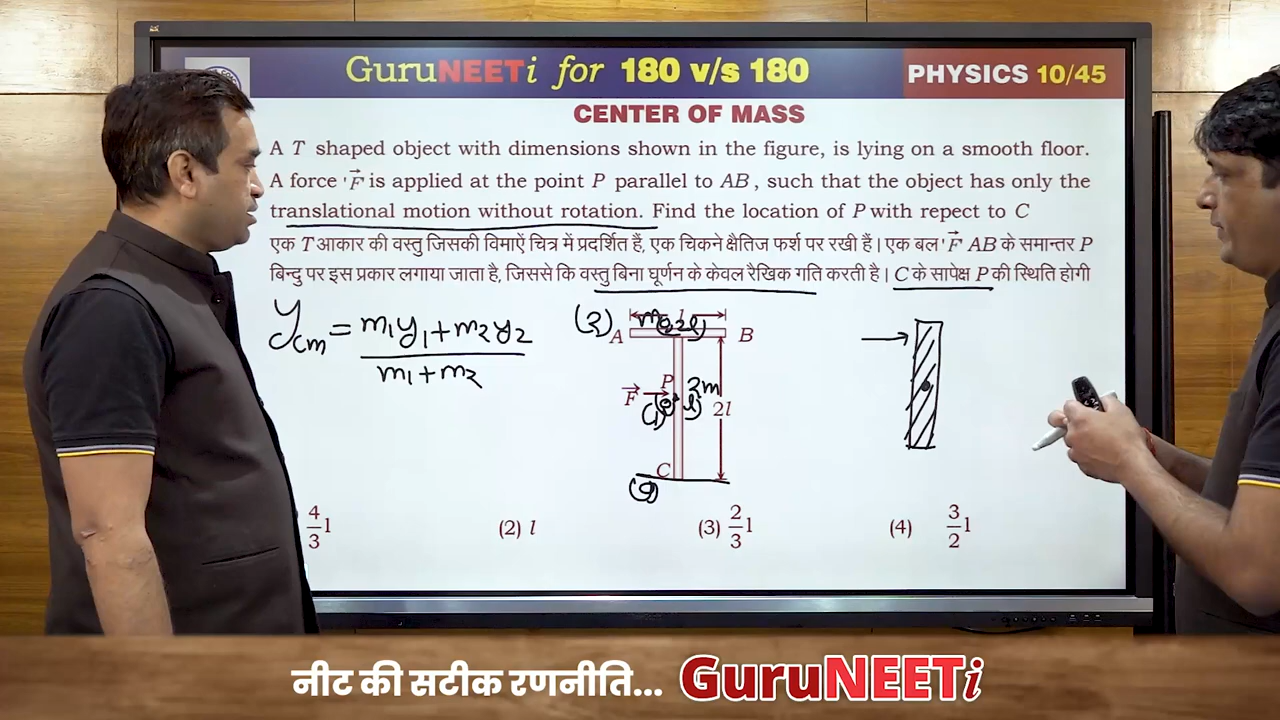 GuruNEETi for 180 v/s 180
PHYSICS 10/45
CENTER OF MASS
A T shaped object with dimensions shown in the figure, is lying on a smooth floor.
A force 'F⃗ is applied at the point P parallel to AB, such that the object has only the
translational motion without rotation. Find the location of P with repect to C
एक T आकार की वस्तु जिसकी विमाऐं चित्र में प्रदर्शित हैं, एक चिकने क्षैतिज फर्श पर रखी हैं। एक बल 'F⃗ AB के समान्तर P
बिन्दु पर इस प्रकार लगाया जाता है, जिससे कि वस्तु बिना घूर्णन के केवल रैखिक गति करती है। C के सापेक्ष P की स्थिति होगी
y_cm = m₁y₁+m₂y₂
m₁+m₂
(2) m l
A B
P 2m
F⃗ (1) 2l
C
4/3 l
(2) l
(3) 2/3 l
(4) 3/2 l
नीट की सटीक रणनीति... GuruNEETi